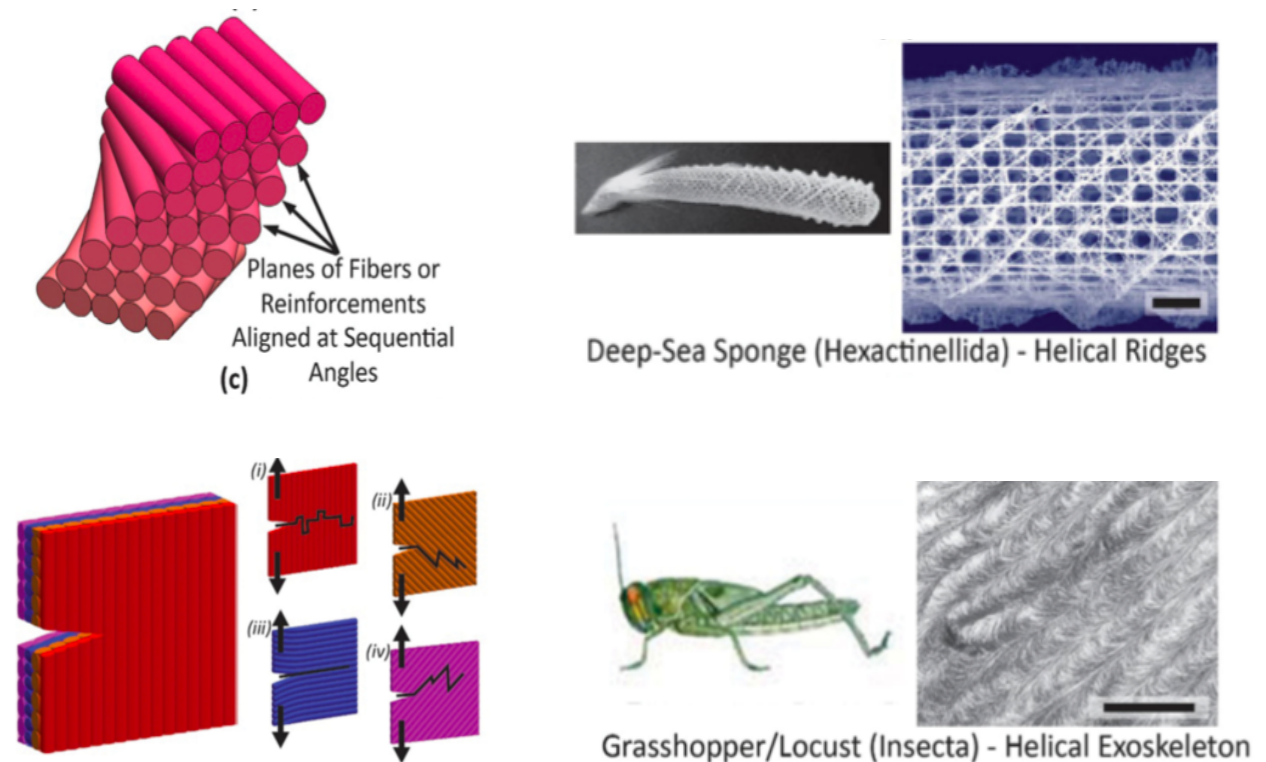 Planes of Fibers or
Reinforcements
Aligned at Sequential
Angles
(c)
Deep-Sea Sponge (Hexactinellida) - Helical Ridges
(i)
(ii)
(iii)
(iv)
Grasshopper/Locust (Insecta) - Helical Exoskeleton